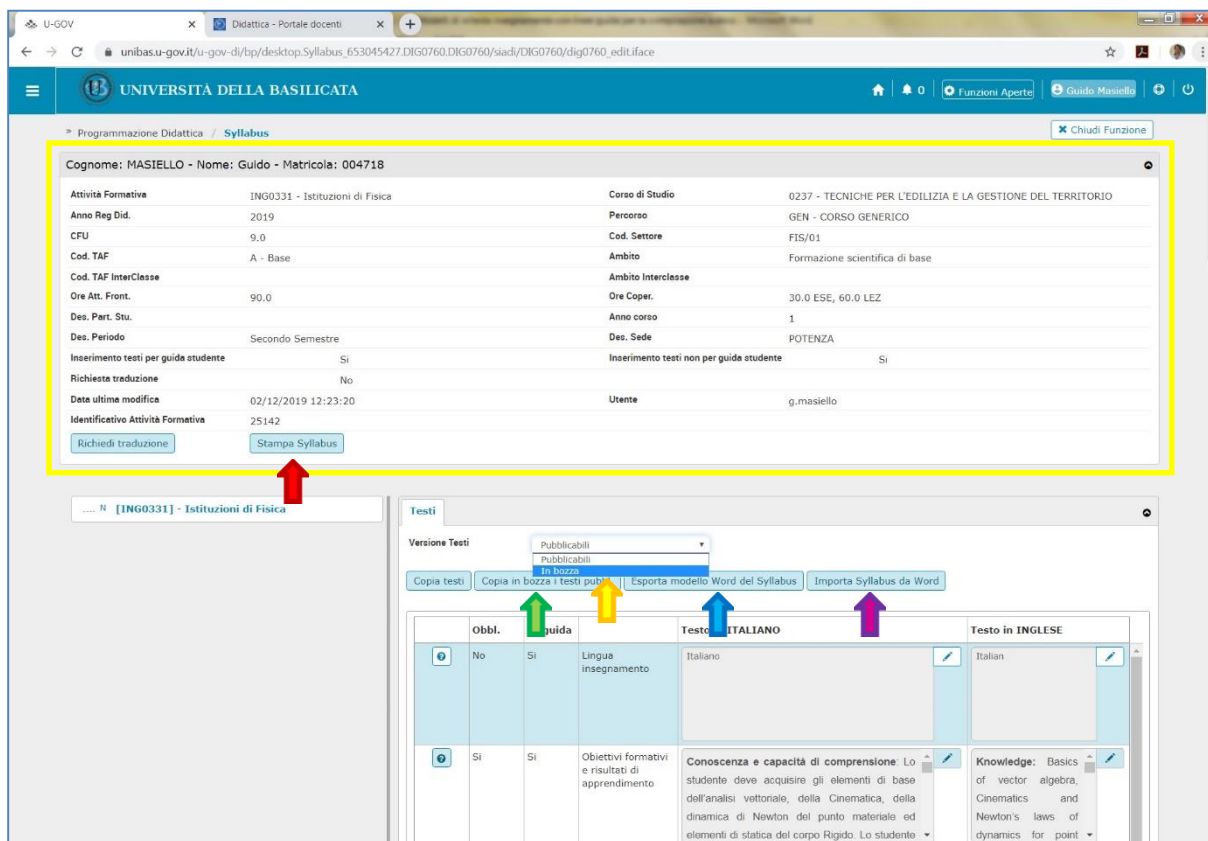 U-GOV
Didattica - Portale docenti
unibas.u-gov.it/u-gov-di/bp/desktop.Syllabus_653045427.DIG0760.DIG0760/siadi/DIG0760/dig0760_edit.iface
UNIVERSITÀ DELLA BASILICATA
0 Funzioni Aperte Guido Masiello
Programmazione Didattica / Syllabus
Chiudi Funzione
Cognome: MASIELLO - Nome: Guido - Matricola: 004718
Attività Formativa ING0331 - Istituzioni di Fisica Corso di Studio 0237 - TECNICHE PER L'EDILIZIA E LA GESTIONE DEL TERRITORIO
Anno Reg Did. 2019 Percorso GEN - CORSO GENERICO
CFU 9.0 Cod. Settore FIS/01
Cod. TAF A - Base Ambito Formazione scientifica di base
Cod. TAF InterClasse Ambito Interclasse
Ore Att. Front. 90.0 Ore Coper. 30.0 ESE, 60.0 LEZ
Des. Part. Stu. Anno corso 1
Des. Periodo Secondo Semestre Des. Sede POTENZA
Inserimento testi per guida studente Si Inserimento testi non per guida studente Si
Richiesta traduzione No
Data ultima modifica 02/12/2019 12:23:20 Utente g.masiello
Identificativo Attività Formativa 25142
Richiedi traduzione Stampa Syllabus
.... N [ING0331] - Istituzioni di Fisica
Testi
Versione Testi Pubblicabili
Pubblicabili
In bozza
Copia testi Copia in bozza i testi Esporta modello Word del Syllabus Importa Syllabus da Word
Obbl. guida Testo ITALIANO Testo in INGLESE
No Si Lingua insegnamento Italiano Italian
Si Si Obiettivi formativi e risultati di apprendimento
Conoscenza e capacità di comprensione: Lo
studente deve acquisire gli elementi di base
dell'analisi vettoriale, della Cinematica, della
dinamica di Newton del punto materiale ed
elementi di statica del corpo Rigido. Lo studente
Knowledge: Basics
of vector algebra,
Cinematics and
Newton's laws of
dynamics for point